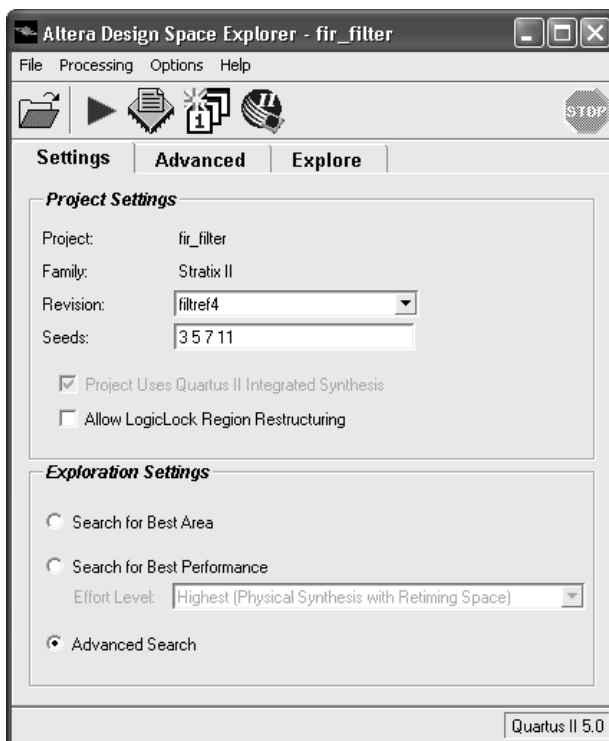 Altera Design Space Explorer - fir_filter
File Processing Options Help
1 II STOP
Settings Advanced Explore
Project Settings
Project: fir_filter
Family: Stratix II
Revision: filtref4
Seeds: 3 5 7 11
Project Uses Quartus II Integrated Synthesis
Allow LogicLock Region Restructuring
Exploration Settings
Search for Best Area
Search for Best Performance
Effort Level: Highest (Physical Synthesis with Retiming Space)
Advanced Search
Quartus II 5.0